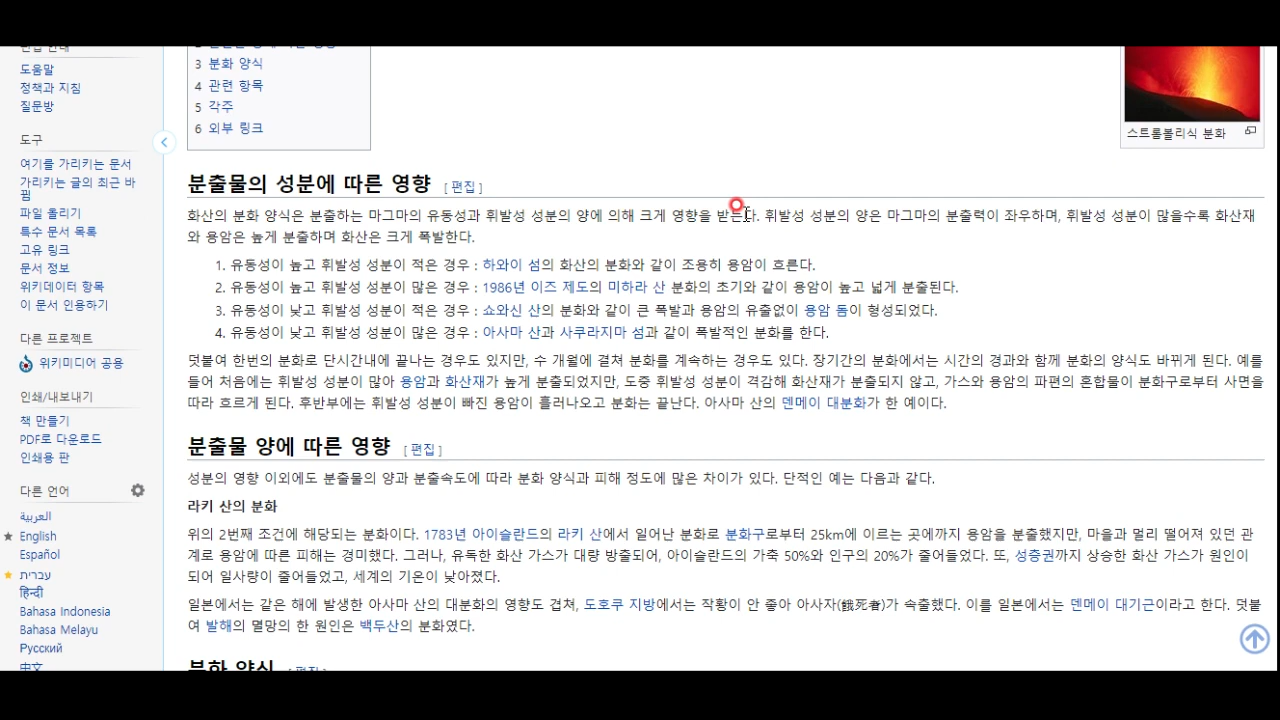 도움말
정책과 지침
질문방
도구
여기를 가리키는 문서
가리키는 글의 최근 바
뀜
파일 올리기
특수 문서 목록
고유 링크
문서 정보
위키데이터 항목
이 문서 인용하기
다른 프로젝트
위키미디어 공용
인쇄/내보내기
책 만들기
PDF로 다운로드
인쇄용 판
다른 언어
العربية
English
Español
עברית
हिन्दी
Bahasa Indonesia
Bahasa Melayu
Русский
中文
3 분화 양식
4 관련 항목
5 각주
6 외부 링크
스트롬볼리식 분화
분출물의 성분에 따른 영향 [편집]
화산의 분화 양식은 분출하는 마그마의 유동성과 휘발성 성분의 양에 의해 크게 영향을 받는다. 휘발성 성분의 양은 마그마의 분출력이 좌우하며, 휘발성 성분이 많을수록 화산재
와 용암은 높게 분출하며 화산은 크게 폭발한다.
1. 유동성이 높고 휘발성 성분이 적은 경우 : 하와이 섬의 화산의 분화와 같이 조용히 용암이 흐른다.
2. 유동성이 높고 휘발성 성분이 많은 경우 : 1986년 이즈 제도의 미하라 산 분화의 초기와 같이 용암이 높고 넓게 분출된다.
3. 유동성이 낮고 휘발성 성분이 적은 경우 : 쇼와신 산의 분화와 같이 큰 폭발과 용암의 유출없이 용암 돔이 형성되었다.
4. 유동성이 낮고 휘발성 성분이 많은 경우 : 아사마 산과 사쿠라지마 섬과 같이 폭발적인 분화를 한다.
덧붙여 한번의 분화로 단시간내에 끝나는 경우도 있지만, 수 개월에 결쳐 분화를 계속하는 경우도 있다. 장기간의 분화에서는 시간의 경과와 함께 분화의 양식도 바뀌게 된다. 예를
들어 처음에는 휘발성 성분이 많아 용암과 화산재가 높게 분출되었지만, 도중 휘발성 성분이 격감해 화산재가 분출되지 않고, 가스와 용암의 파편의 혼합물이 분화구로부터 사면을
따라 흐르게 된다. 후반부에는 휘발성 성분이 빠진 용암이 흘러나오고 분화는 끝난다. 아사마 산의 덴메이 대분화가 한 예이다.
분출물 양에 따른 영향 [편집]
성분의 영향 이외에도 분출물의 양과 분출속도에 따라 분화 양식과 피해 정도에 많은 차이가 있다. 단적인 예는 다음과 같다.
라키 산의 분화
위의 2번째 조건에 해당되는 분화이다. 1783년 아이슬란드의 라키 산에서 일어난 분화로 분화구로부터 25km에 이르는 곳에까지 용암을 분출했지만, 마을과 멀리 떨어져 있던 관
계로 용암에 따른 피해는 경미했다. 그러나, 유독한 화산 가스가 대량 방출되어, 아이슬란드의 가축 50%와 인구의 20%가 줄어들었다. 또, 성층권까지 상승한 화산 가스가 원인이
되어 일사량이 줄어들었고, 세계의 기온이 낮아졌다.
일본에서는 같은 해에 발생한 아사마 산의 대분화의 영향도 겹쳐, 도호쿠 지방에서는 작황이 안 좋아 아사자(餓死者)가 속출했다. 이를 일본에서는 덴메이 대기근이라고 한다. 덧붙
여 발해의 멸망의 한 원인은 백두산의 분화였다.
분화 양식 [편집]